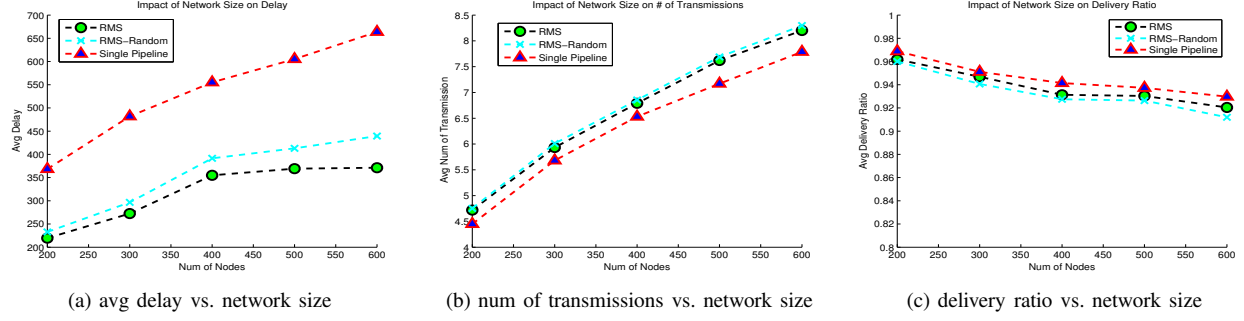 Impact of Network Size on Delay
700
650
600
550
500
450
400
350
300
250
200
Avg Delay
RMS
RMS−Random
Single Pipeline
200 250 300 350 400 450 500 550 600
Num of Nodes
(a) avg delay vs. network size
Impact of Network Size on # of Transmissions
8.5
8
7.5
7
6.5
6
5.5
5
4.5
4
Avg Num of Transmission
RMS
RMS−Random
Single Pipeline
200 250 300 350 400 450 500 550 600
Num of Nodes
(b) num of transmissions vs. network size
Impact of Network Size on Delivery Ratio
1
0.98
0.96
0.94
0.92
0.9
0.88
0.86
0.84
0.82
0.8
Avg Delivery Ratio
RMS
RMS−Random
Single Pipeline
200 250 300 350 400 450 500 550 600
Num of Nodes
(c) delivery ratio vs. network size